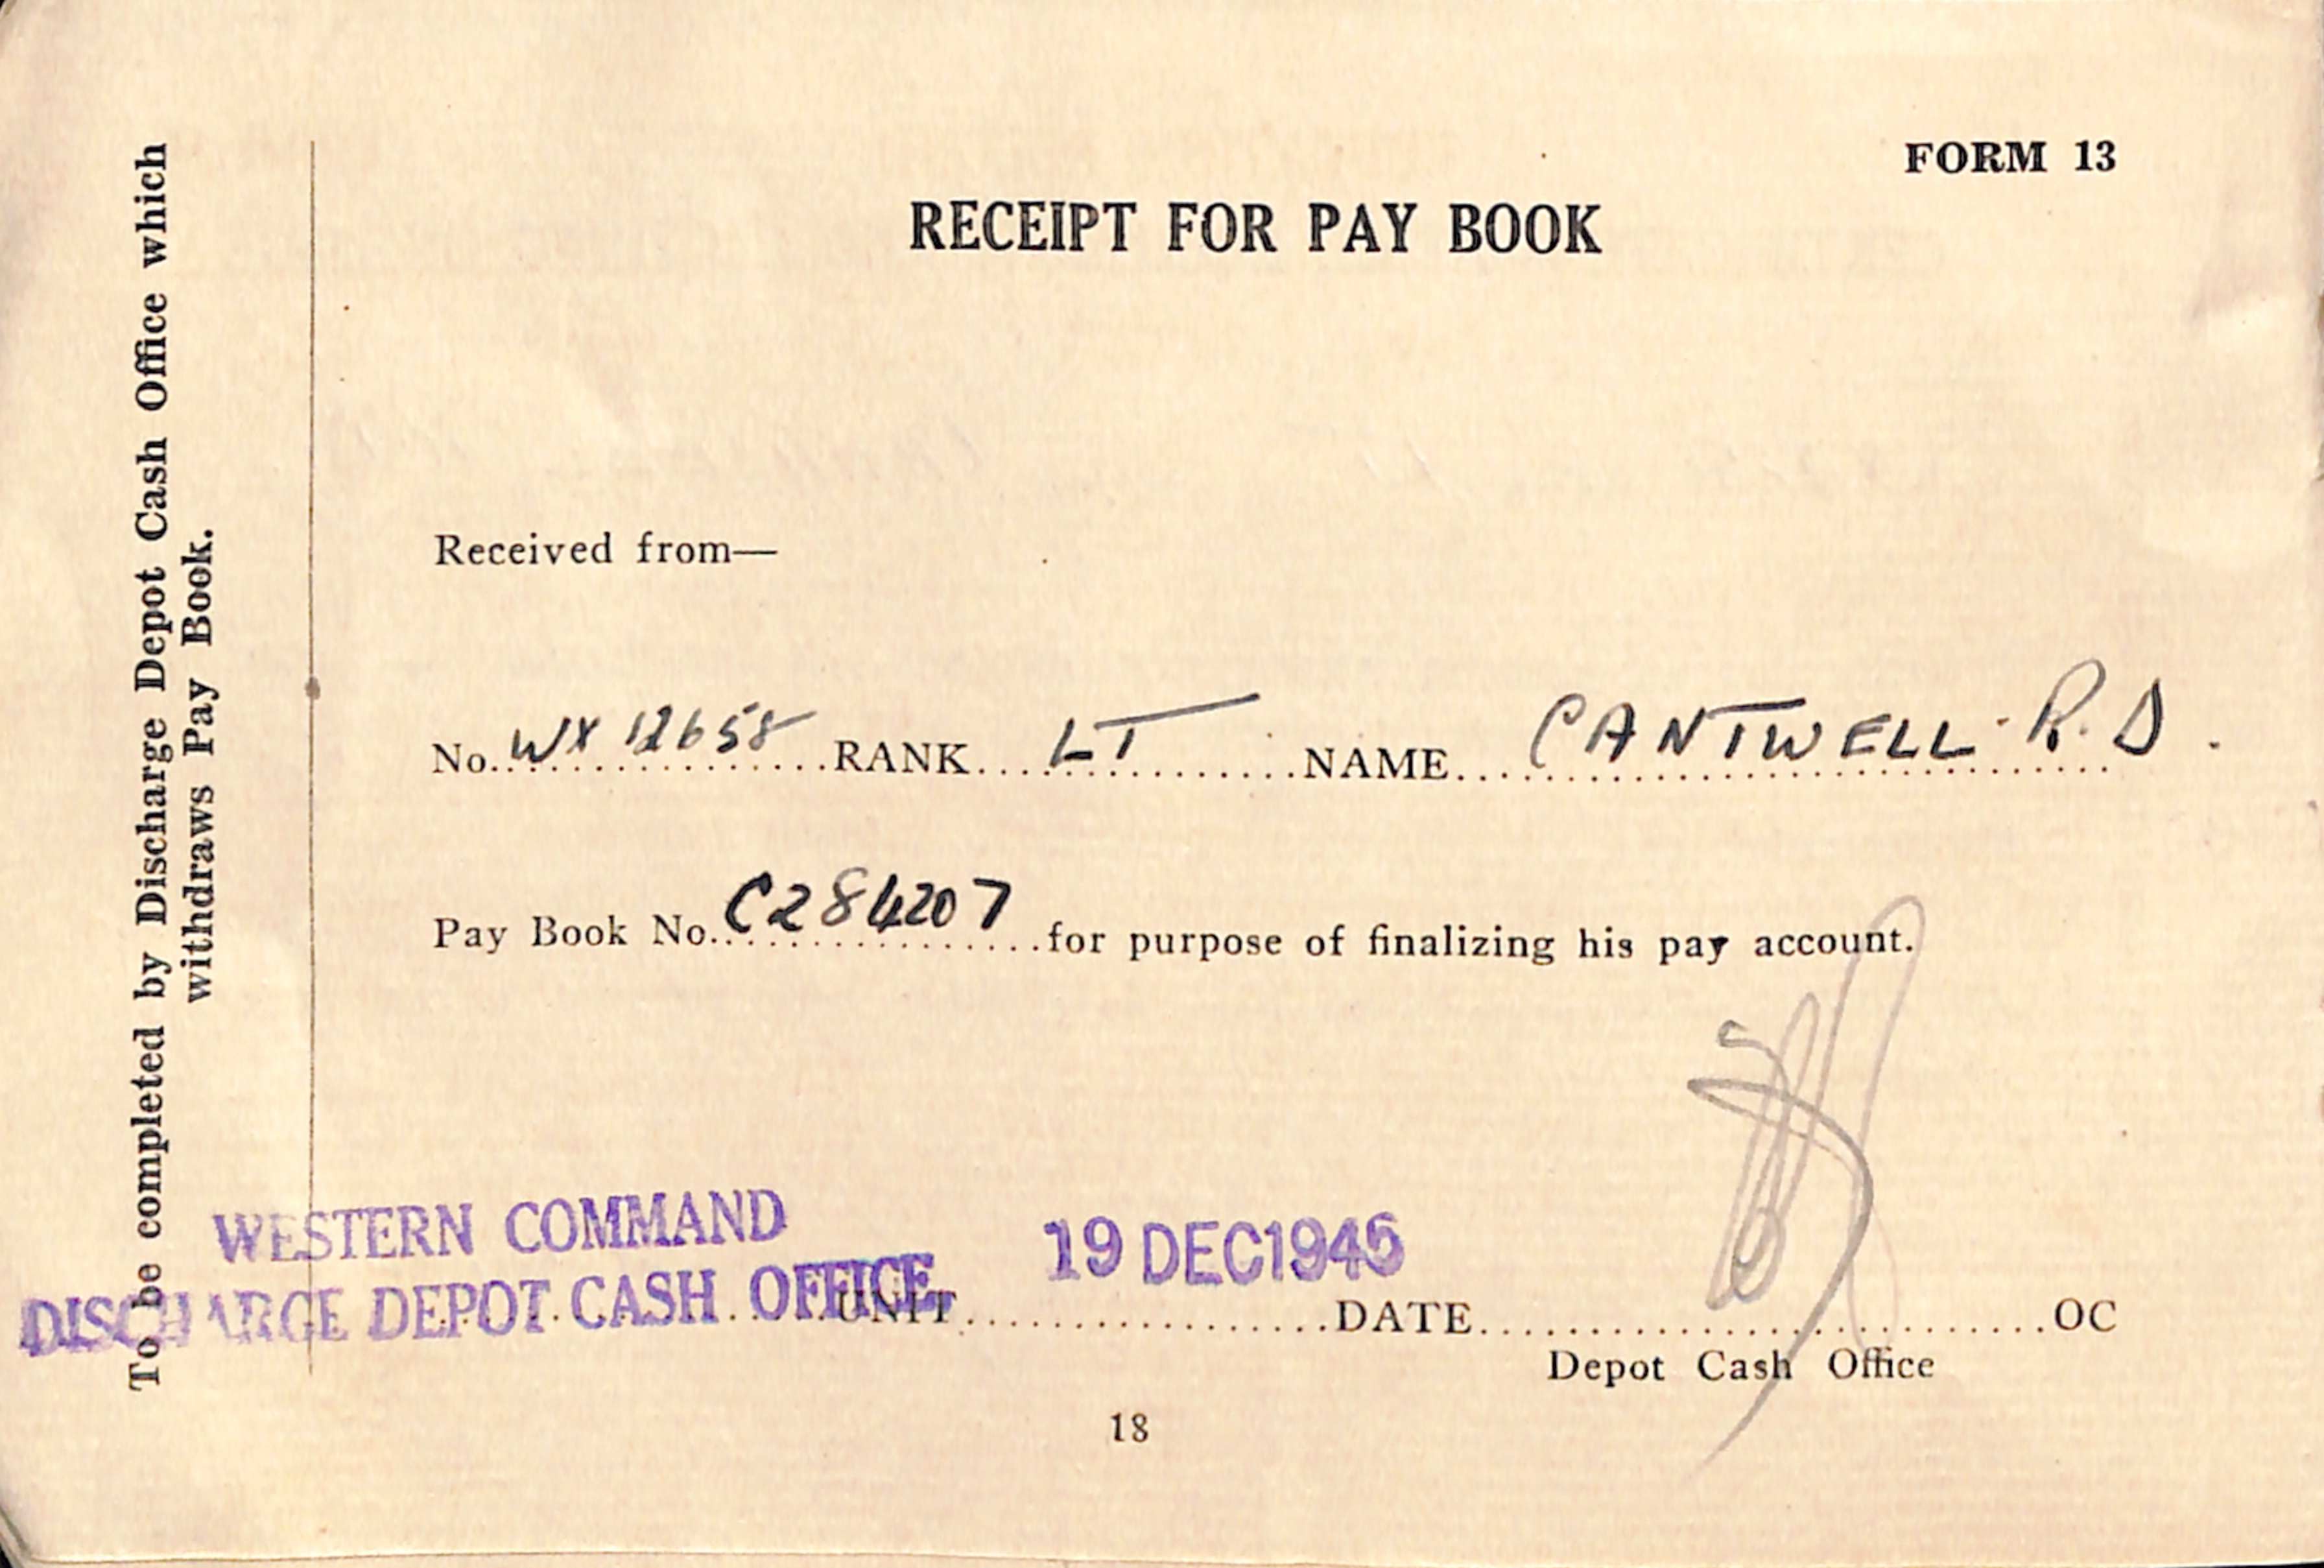 To be completed by Discharge Depot Cash Office which
withdraws Pay Book.
FORM 13
RECEIPT FOR PAY BOOK
Received from—
No. WX 12658 RANK LT NAME CANTWELL R. D.
Pay Book No. C284207 for purpose of finalizing his pay account.
WESTERN COMMAND
DISCHARGE DEPOT CASH OFFICE, UNIT 19 DEC 1945 DATE OC
Depot Cash Office
18